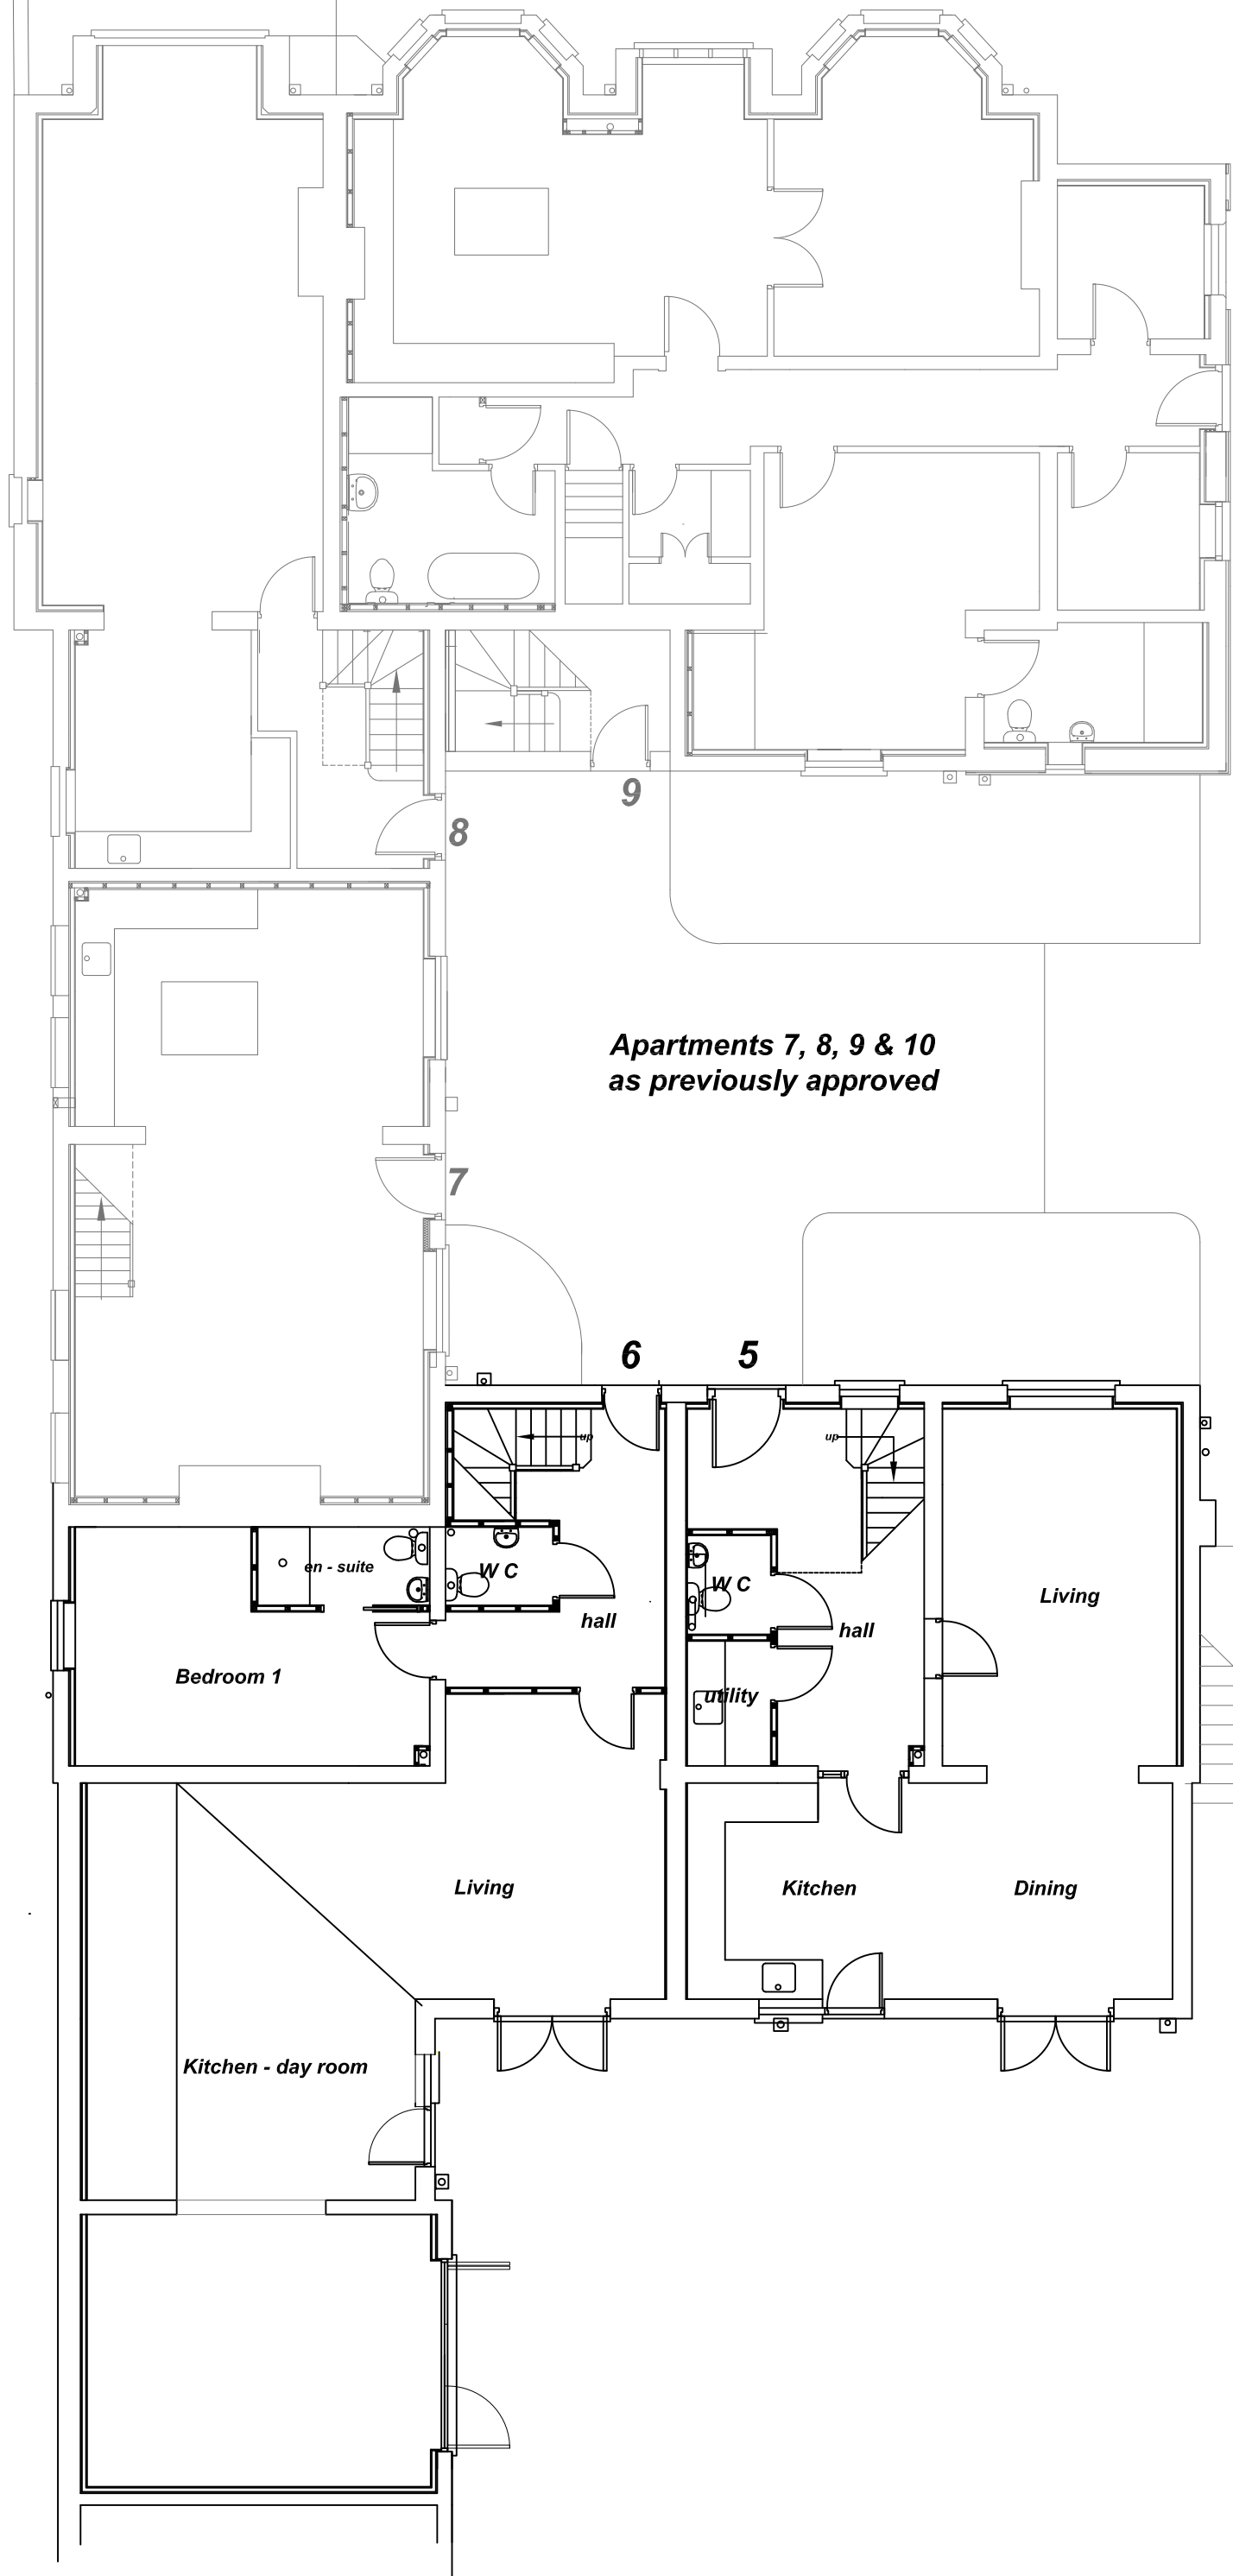 9
8
Apartments 7, 8, 9 & 10
as previously approved
7
6
5
up
up
en - suite
W C
W C
Living
hall
hall
Bedroom 1
utility
Living
Kitchen
Dining
Kitchen - day room